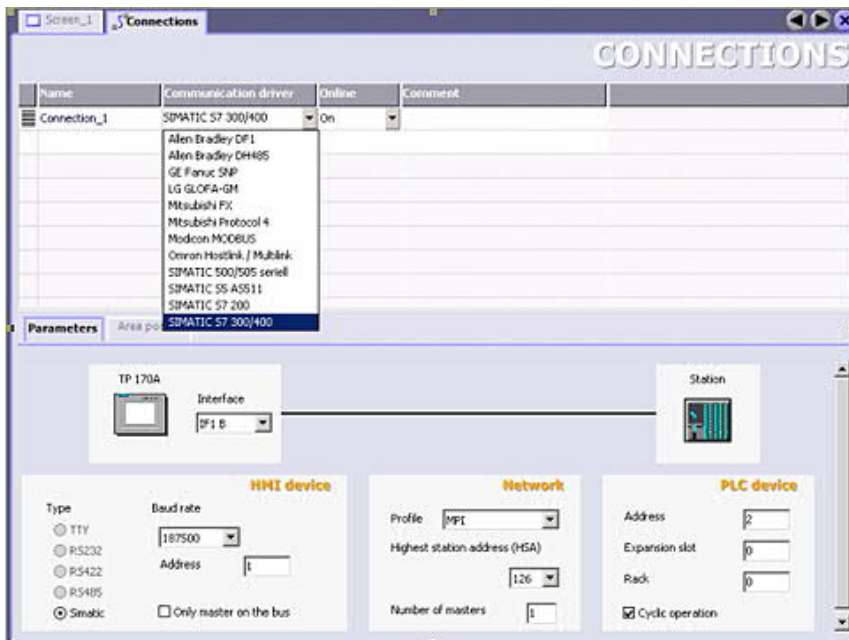 Screen_1
Connections
CONNECTIONS
Name Communication driver Online Comment
Connection_1 SIMATIC S7 300/400 On
Allen Bradley DF1
Allen Bradley DH485
GE Fanuc SNP
LG GLOFA-GM
Mitsubishi FX
Mitsubishi Protocol 4
Modicon MODBUS
Omron Hostlink / Multilink
SIMATIC 500/505 seriell
SIMATIC S5 AS511
SIMATIC S7 200
SIMATIC S7 300/400
Parameters Area po
TP 170A
Interface
IF1 B
Station
HMI device
Type
TTY
RS232
RS422
RS485
Simatic
Baud rate
187500
Address 1
Only master on the bus
Network
Profile MPI
Highest station address (HSA)
126
Number of masters 1
PLC device
Address 2
Expansion slot 0
Rack 0
Cyclic operation